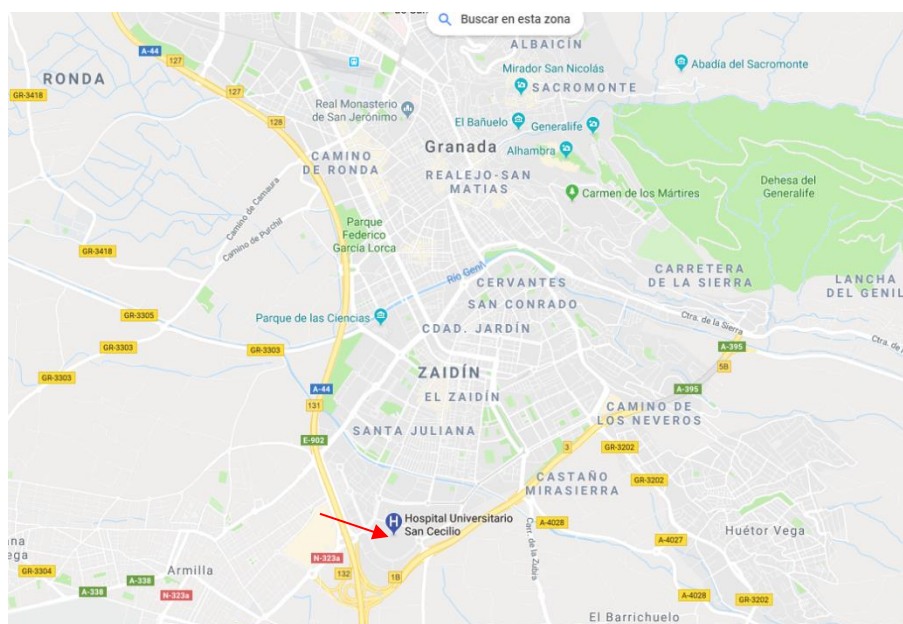 Buscar en esta zona
ALBAICÍN
A-44
127
Mirador San Nicolás
Abadía del Sacromonte
RONDA
SACROMONTE
GR-3418
127
Real Monasterio
de San Jerónimo
128
El Bañuelo
Generalife
Granada
Alhambra
CAMINO
DE RONDA
REALEJO-SAN
MATIAS
Dehesa del
Generalife
Camino de Camaura
Carmen de los Mártires
Camino de Purchil
Parque
Federico
García Lorca
GR-3418
Río Genil
CERVANTES
CARRETERA
DE LA SIERRA
LANCHA
DEL GENIL
SAN CONRADO
GR-3305
Parque de las Ciencias
CDAD. JARDÍN
Ctra. de la Sierra
GR-3303
GR-3303
Ctra. de
A-395
5B
ZAIDÍN
GR-3303
A-44
A-395
EL ZAIDÍN
131
CAMINO DE
LOS NEVEROS
E-902
SANTA JULIANA
3
GR-3202
CASTAÑO
MIRASIERRA
GR-3202
H
Hospital Universitario
San Cecilio
A-4028
Carr. de la Zubia
Huétor Vega
A-4027
ana
ega
N-323a
GR-3304
Armilla
132
1B
A-338
A-338
N-323a
A-4028
GR-3202
El Barrichuelo